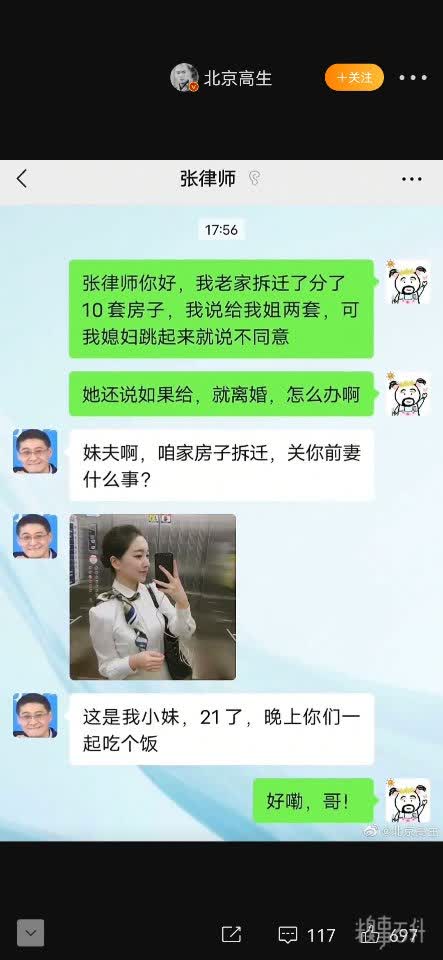 北京高生
+关注
张律师
17:56
张律师你好，我老家拆迁了分了
10套房子，我说给我姐两套，可
我媳妇跳起来就说不同意
她还说如果给，就离婚，怎么办啊
妹夫啊，咱家房子拆迁，关你前妻
什么事？
这是我小妹，21了，晚上你们一
起吃个饭
好嘞，哥！
@北京高生
117
697